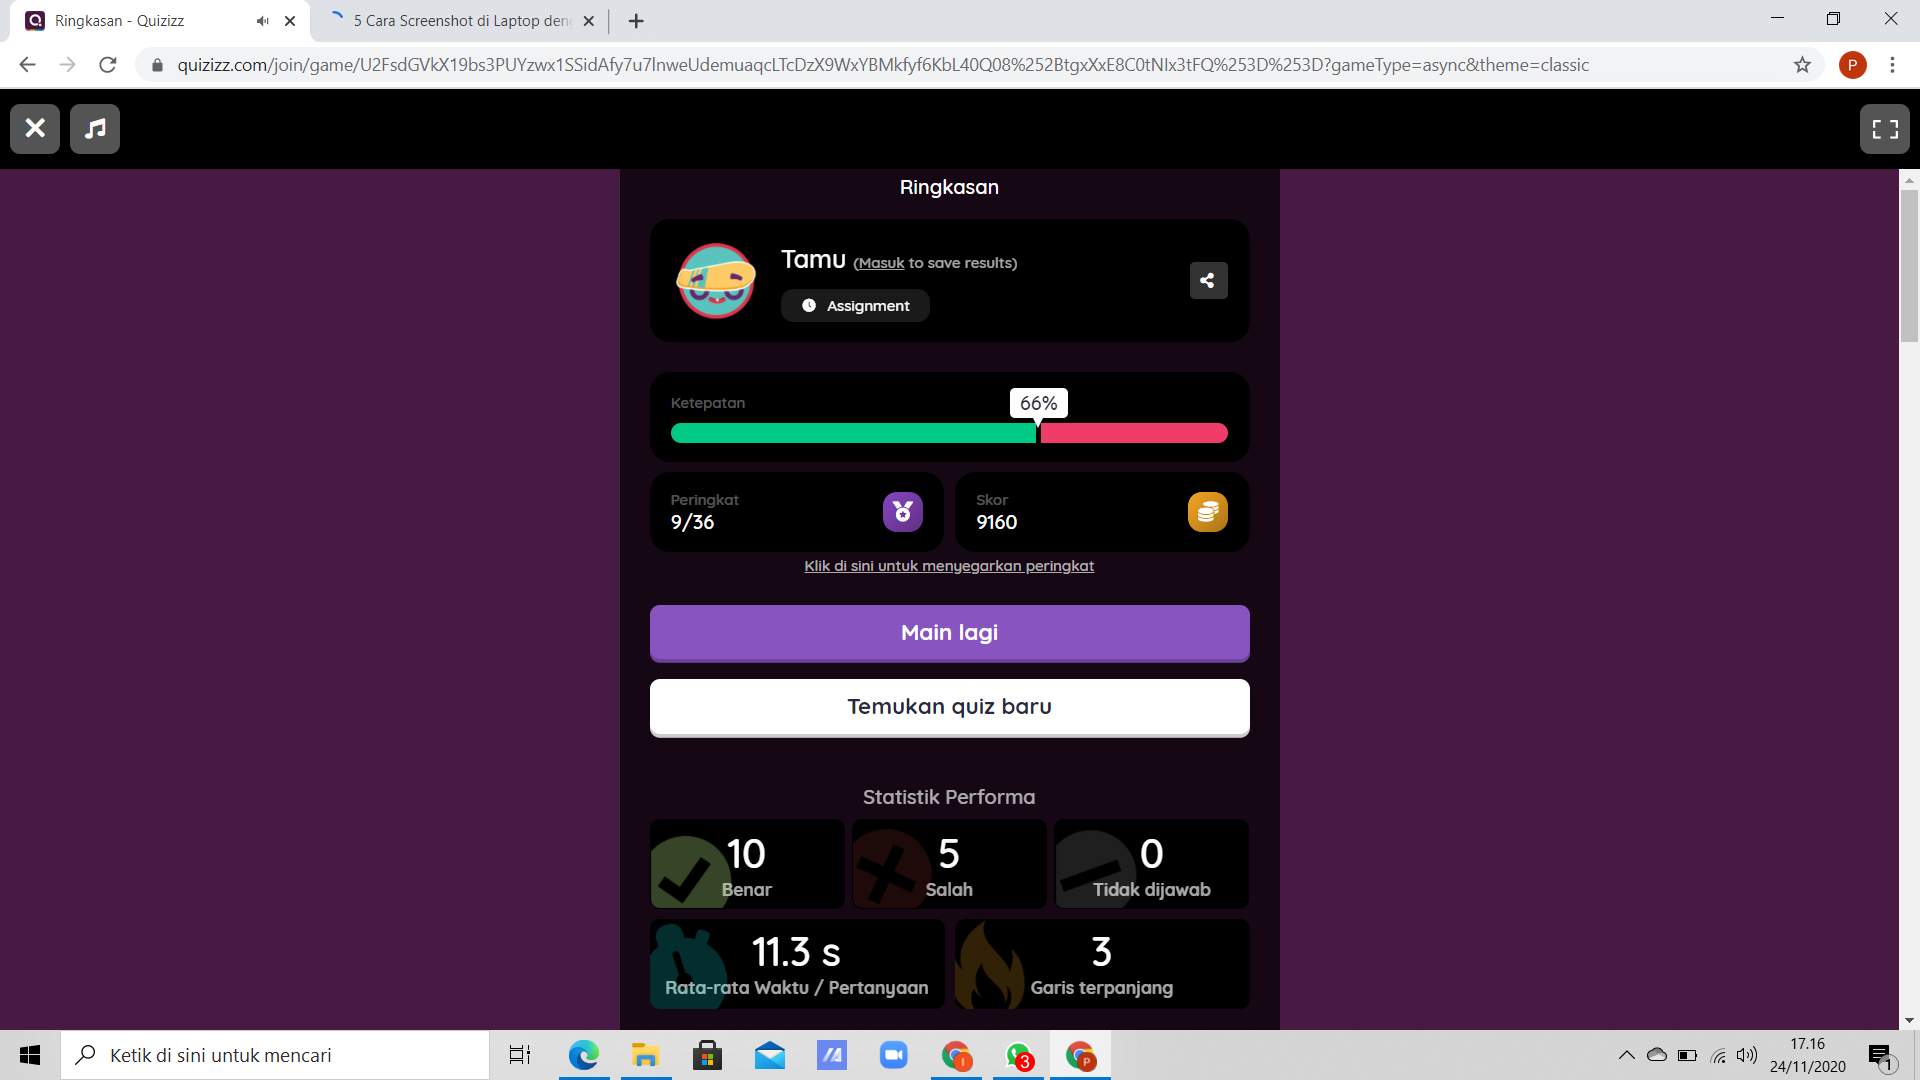 Ringkasan - Quizizz
5 Cara Screenshot di Laptop den
quizizz.com/join/game/U2FsdGVkX19bs3PUYzwx1SSidAfy7u7lnweUdemuaqcLTcDzX9WxYBMkfyf6KbL40Q08%252BtgxXxE8C0tNIx3tFQ%253D%253D?gameType=async&theme=classic
P
Ringkasan
Tamu (Masuk to save results)
Assignment
Ketepatan
66%
Peringkat
9/36
Skor
9160
Klik di sini untuk menyegarkan peringkat
Main lagi
Temukan quiz baru
Statistik Performa
10
Benar
5
Salah
0
Tidak dijawab
11.3 s
Rata-rata Waktu / Pertanyaan
3
Garis terpanjang
Ketik di sini untuk mencari
I
3
P
17.16
24/11/2020
1